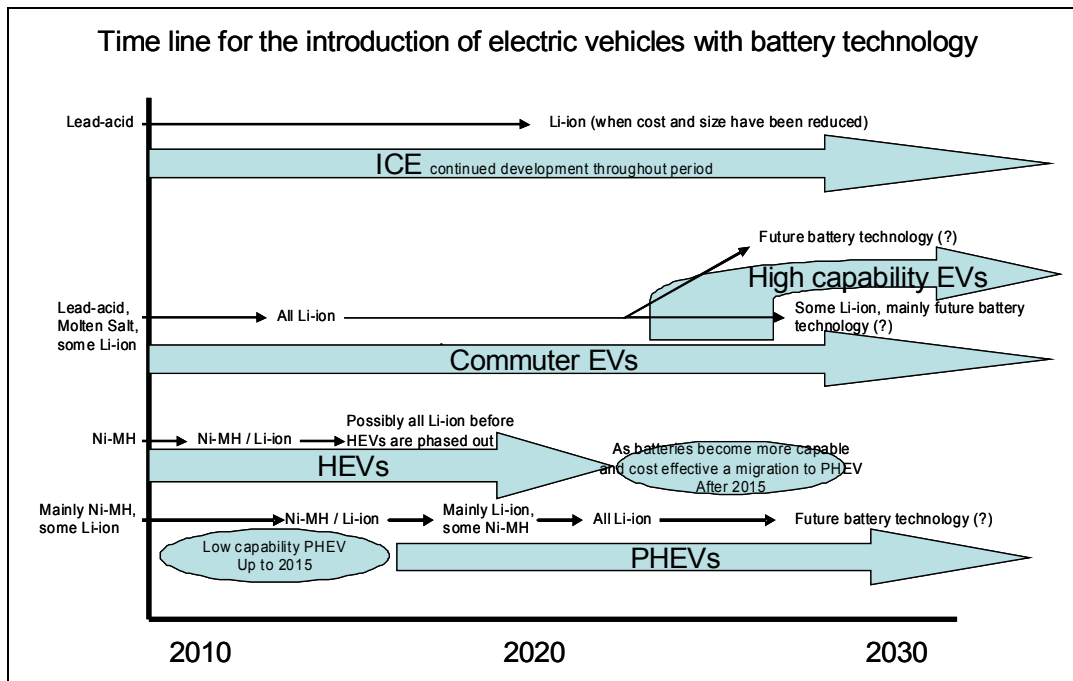 Time line for the introduction of electric vehicles with battery technology
Lead-acid
Li-ion (when cost and size have been reduced)
ICE continued development throughout period
Future battery technology (?)
High capability EVs
Lead-acid,
Molten Salt,
some Li-ion
All Li-ion
Some Li-ion, mainly future battery
technology (?)
Commuter EVs
Ni-MH
Ni-MH / Li-ion
Possibly all Li-ion before
HEVs are phased out
HEVs
As batteries become more capable
and cost effective a migration to PHEV
After 2015
Mainly Ni-MH,
some Li-ion
Ni-MH / Li-ion
Mainly Li-ion,
some Ni-MH
All Li-ion
Future battery technology (?)
Low capability PHEV
Up to 2015
PHEVs
2010
2020
2030